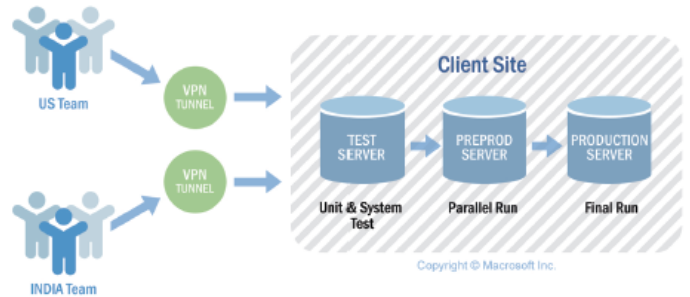 US Team
VPN
TUNNEL
VPN
TUNNEL
INDIA Team
Client Site
TEST
SERVER
PREPROD
SERVER
PRODUCTION
SERVER
Unit & System
Test
Parallel Run
Final Run
Copyright © Macrosoft Inc.